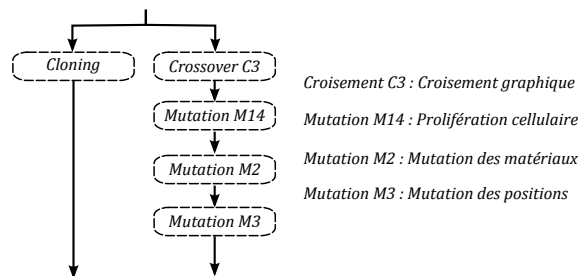 Cloning
Crossover C3
Mutation M14
Mutation M2
Mutation M3
Croisement C3 : Croisement graphique
Mutation M14 : Prolifération cellulaire
Mutation M2 : Mutation des matériaux
Mutation M3 : Mutation des positions